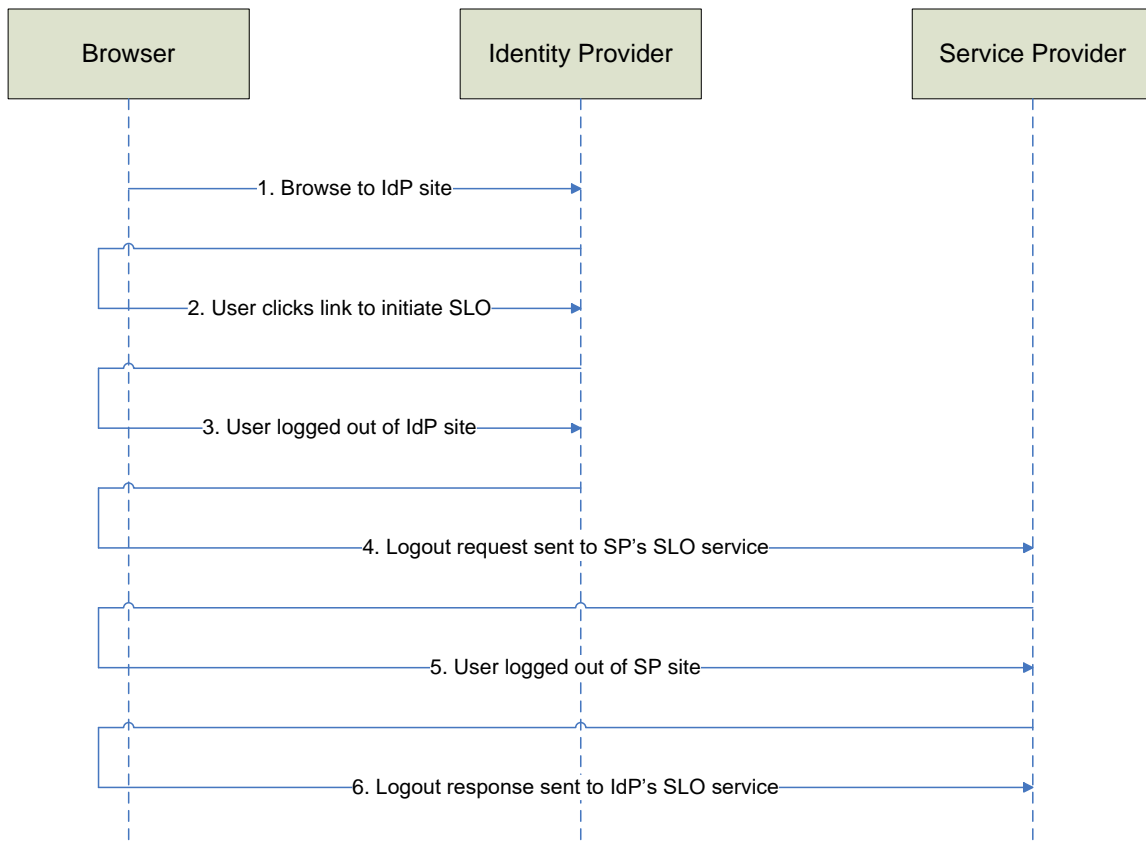 Browser
Identity Provider
Service Provider
1. Browse to IdP site
2. User clicks link to initiate SLO
3. User logged out of IdP site
4. Logout request sent to SP’s SLO service
5. User logged out of SP site
6. Logout response sent to IdP’s SLO service